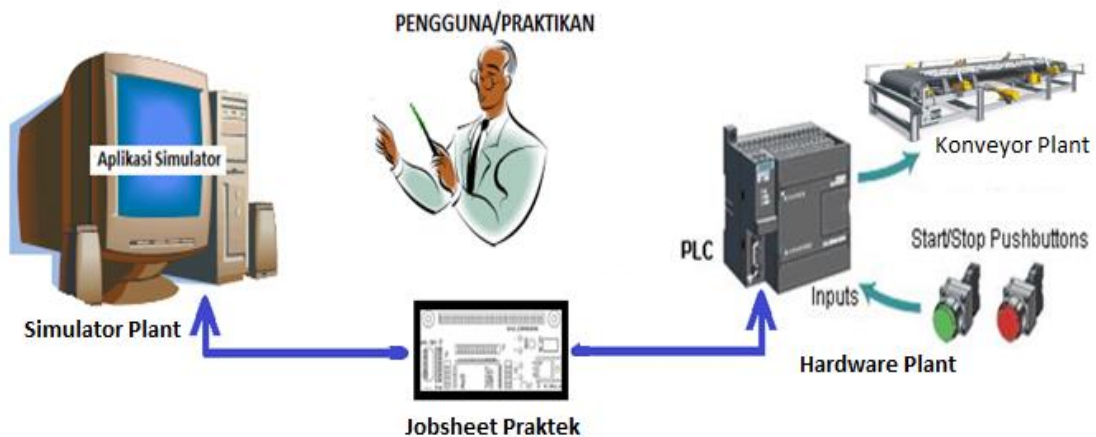 PENGGUNA/PRAKTIKAN
Aplikasi Simulator
Konveyor Plant
PLC
Start/Stop Pushbuttons
Inputs
Simulator Plant
Hardware Plant
Jobsheet Praktek